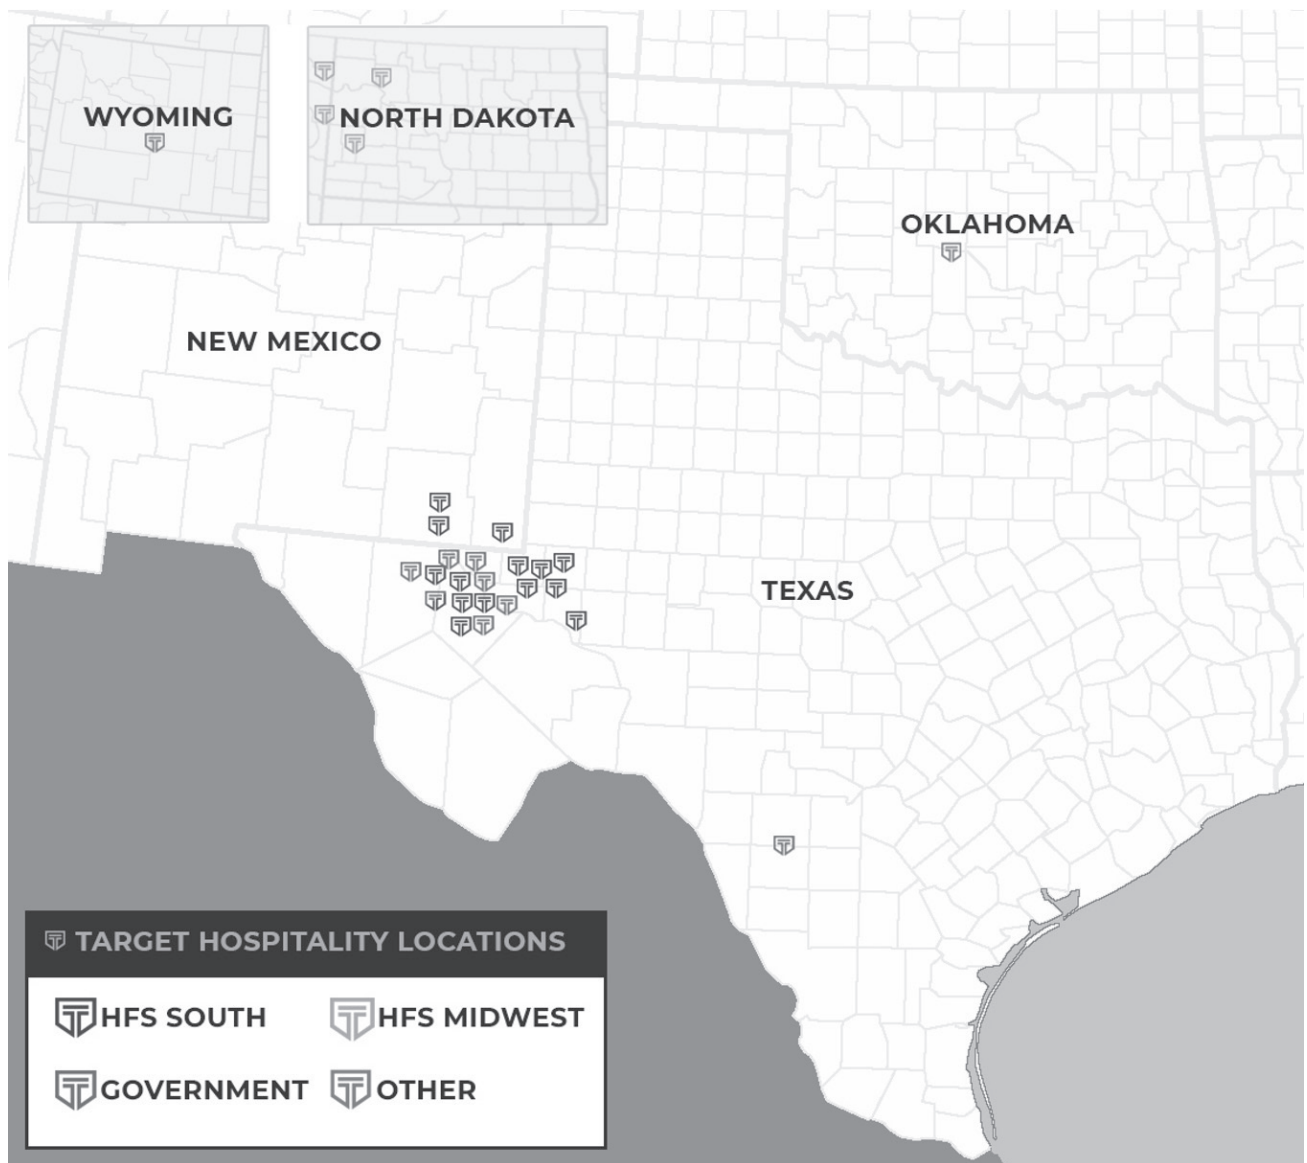 WYOMING
NORTH DAKOTA
OKLAHOMA
NEW MEXICO
TEXAS
TARGET HOSPITALITY LOCATIONS
HFS SOUTH
HFS MIDWEST
GOVERNMENT
OTHER